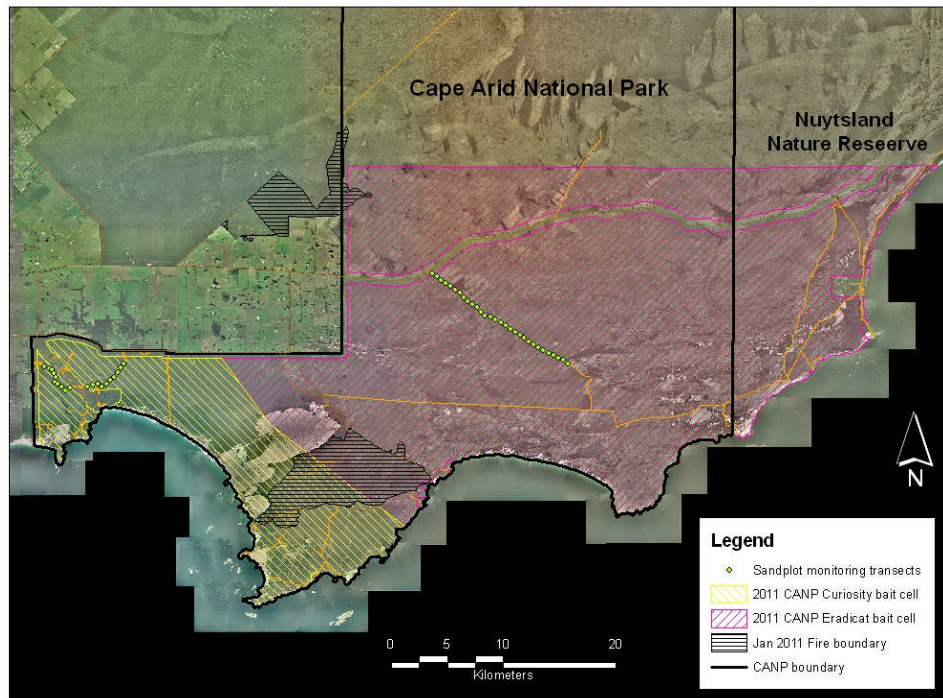 Cape Arid National Park
Nuytsland
Nature Reseerve
N
Legend
Sandplot monitoring transects
2011 CANP Curiosity bait cell
2011 CANP Eradicat bait cell
Jan 2011 Fire boundary
CANP boundary
0 5 10 20
Kilometers